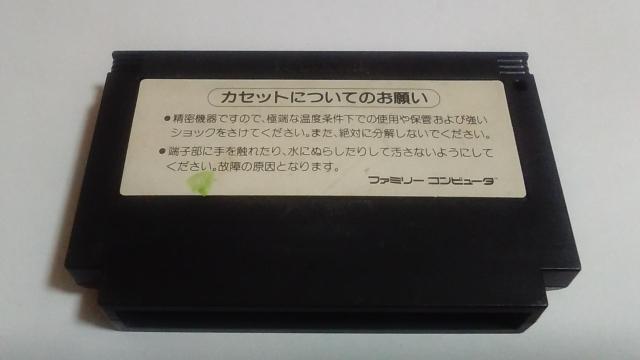 カセットについてのお願い
●精密機器ですので、極端な温度条件下での使用や保管および強い
ショックをさけてください。また、絶対に分解しないでください。
●端子部に手を触れたり、水にぬらしたりして汚さないようにして
ください。故障の原因となります。
ファミリー コンピュータ